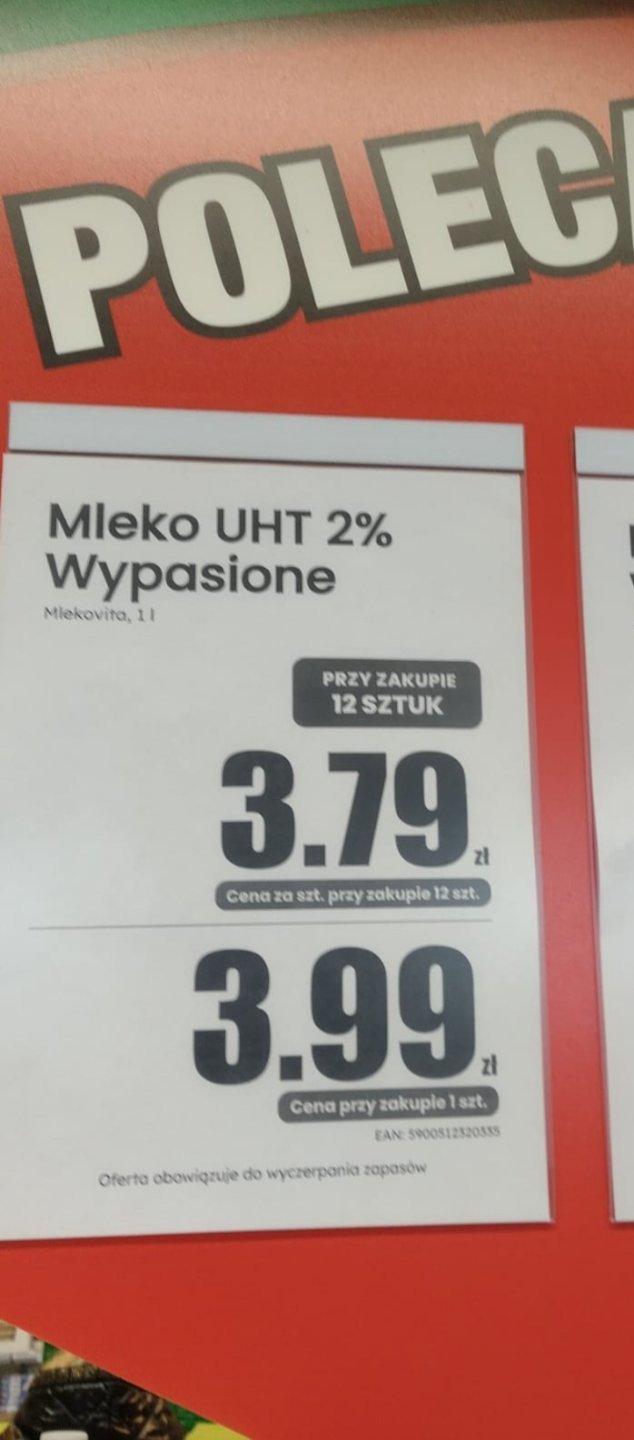 POLECA
Mleko UHT 2%
Wypasione
Mlekovita, 1 l
PRZY ZAKUPIE
12 SZTUK
3.79 zł
Cena za szt. przy zakupie 12 szt.
3.99 zł
Cena przy zakupie 1 szt.
EAN: 5900512320335
Oferta obowiązuje do wyczerpania zapasów